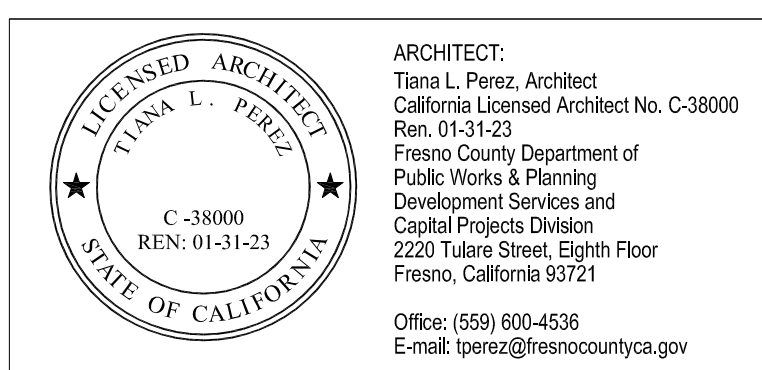 LICENSED ARCHITECT
TIANA L. PEREZ
C -38000
REN: 01-31-23
STATE OF CALIFORNIA
ARCHITECT:
Tiana L. Perez, Architect
California Licensed Architect No. C-38000
Ren. 01-31-23
Fresno County Department of
Public Works & Planning
Development Services and
Capital Projects Division
2220 Tulare Street, Eighth Floor
Fresno, California 93721
Office: (559) 600-4536
E-mail: tperez@fresnocountyca.gov